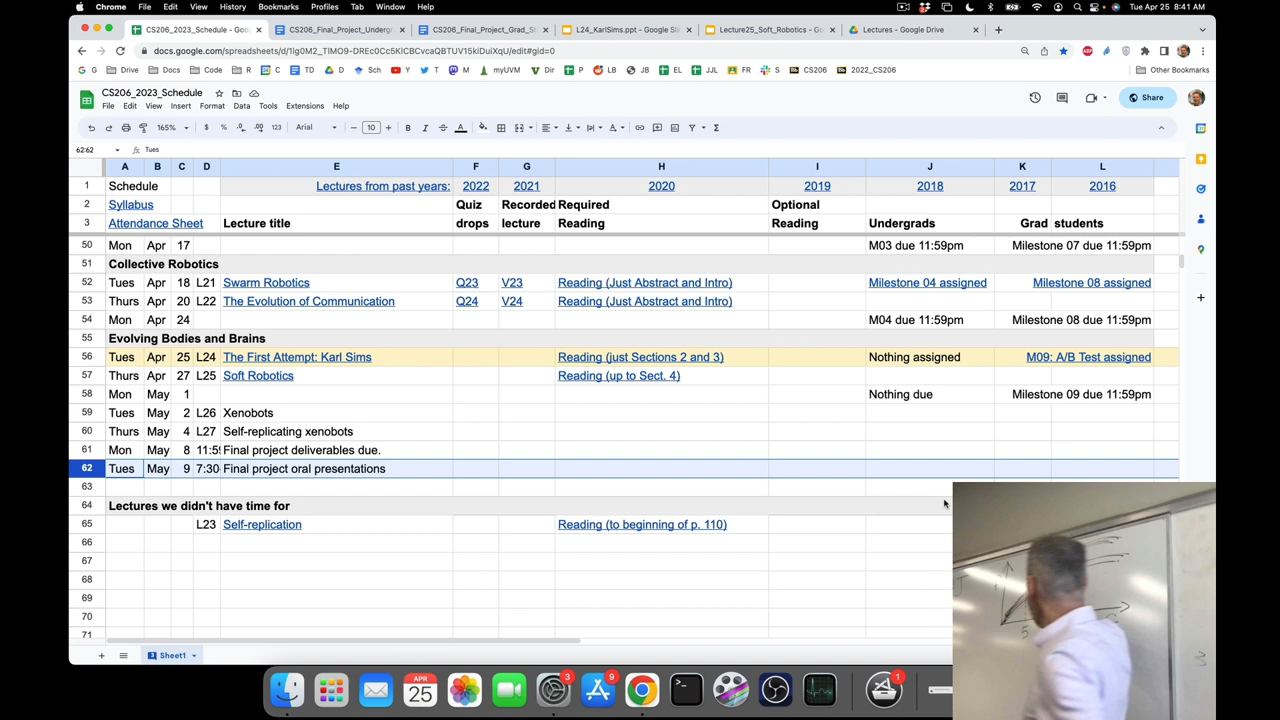 Chrome File Edit View History Bookmarks Profiles Tab Window Help Tue Apr 25 8:41 AM
CS206_2023_Schedule - Goo CS206_Final_Project_Underg CS206_Final_Project_Grad_St L24_KarlSims.ppt - Google Sli Lecture25_Soft_Robotics - Go Lectures - Google Drive
docs.google.com/spreadsheets/d/1Ig0M2_TlMO9-DREc0Cc5KICBCvcaQBTUV15kiDuiXqU/edit#gid=0
G Drive Docs Code R C TD D Sch Y T M myUVM Dir P LB JB EL JJL FR S CS206 2022_CS206 Other Bookmarks
CS206_2023_Schedule
Share
File Edit View Insert Format Data Tools Extensions Help
165% $ % .0 .00 123 Arial 10 B I A
62:62 Tues
A B C D E F G H I J K L
1 Schedule Lectures from past years: 2022 2021 2020 2019 2018 2017 2016
2 Syllabus Quiz Recorded Required Optional
3 Attendance Sheet Lecture title drops lecture Reading Reading Undergrads Grad students
50 Mon Apr 17 M03 due 11:59pm Milestone 07 due 11:59pm
51 Collective Robotics
52 Tues Apr 18 L21 Swarm Robotics Q23 V23 Reading (Just Abstract and Intro) Milestone 04 assigned Milestone 08 assigned
53 Thurs Apr 20 L22 The Evolution of Communication Q24 V24 Reading (Just Abstract and Intro)
54 Mon Apr 24 M04 due 11:59pm Milestone 08 due 11:59pm
55 Evolving Bodies and Brains
56 Tues Apr 25 L24 The First Attempt: Karl Sims Reading (just Sections 2 and 3) Nothing assigned M09: A/B Test assigned
57 Thurs Apr 27 L25 Soft Robotics Reading (up to Sect. 4)
58 Mon May 1 Nothing due Milestone 09 due 11:59pm
59 Tues May 2 L26 Xenobots
60 Thurs May 4 L27 Self-replicating xenobots
61 Mon May 8 11:59 Final project deliverables due.
62 Tues May 9 7:30 Final project oral presentations
63
64 Lectures we didn't have time for
65 L23 Self-replication Reading (to beginning of p. 110)
66
67
68
69
70
71
3 Sheet1
APR 25 3 9 1